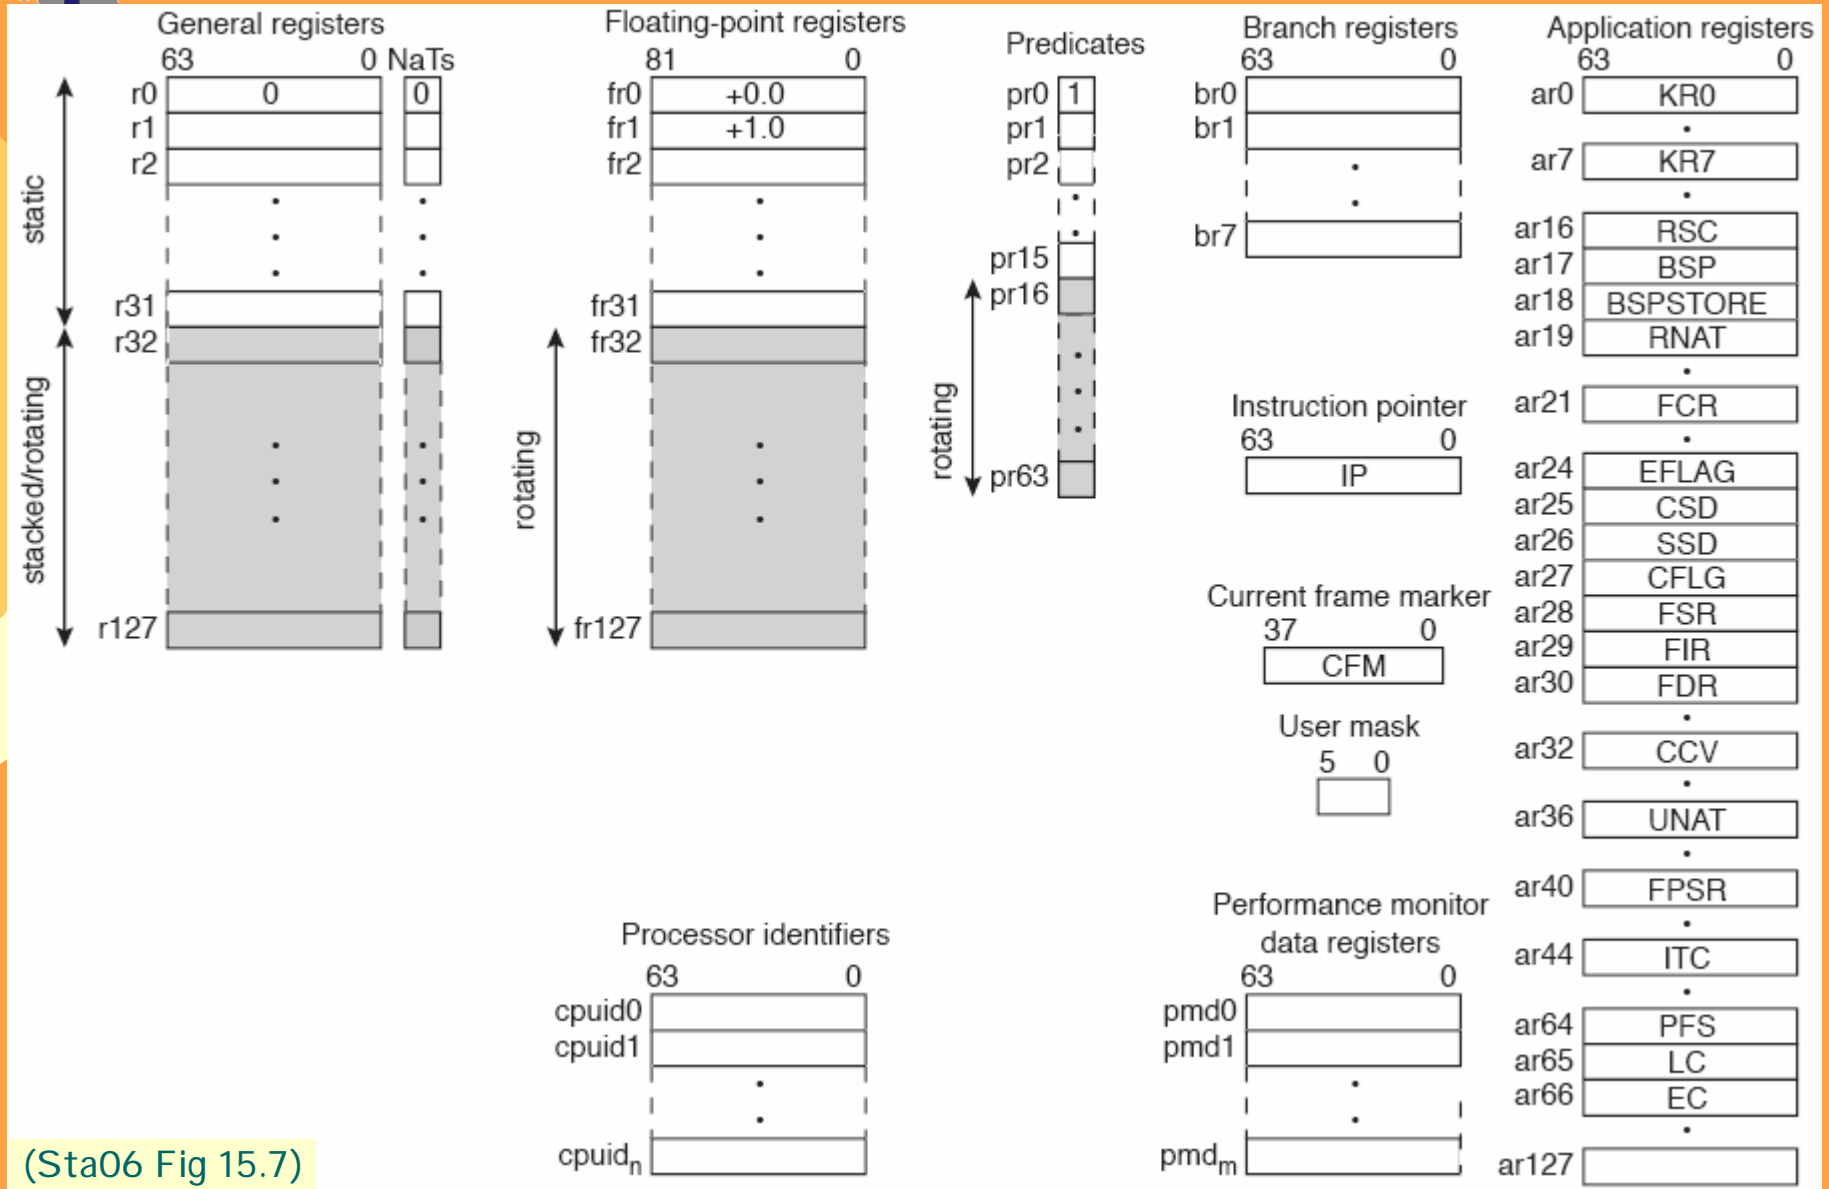 General registers
63 0 NaTs
r0 0 0
r1
r2
r31
r32
r127
static
stacked/rotating
Floating-point registers
81 0
fr0 +0.0
fr1 +1.0
fr2
fr31
fr32
fr127
rotating
Predicates
pr0 1
pr1
pr2
pr15
pr16
pr63
rotating
Branch registers
63 0
br0
br1
br7
Instruction pointer
63 0
IP
Current frame marker
37 0
CFM
User mask
5 0
Application registers
63 0
ar0 KR0
ar7 KR7
ar16 RSC
ar17 BSP
ar18 BSPSTORE
ar19 RNAT
ar21 FCR
ar24 EFLAG
ar25 CSD
ar26 SSD
ar27 CFLG
ar28 FSR
ar29 FIR
ar30 FDR
ar32 CCV
ar36 UNAT
ar40 FPSR
ar44 ITC
ar64 PFS
ar65 LC
ar66 EC
ar127
Processor identifiers
63 0
cpuid0
cpuid1
cpuidn
Performance monitor
data registers
63 0
pmd0
pmd1
pmdm
(Sta06 Fig 15.7)